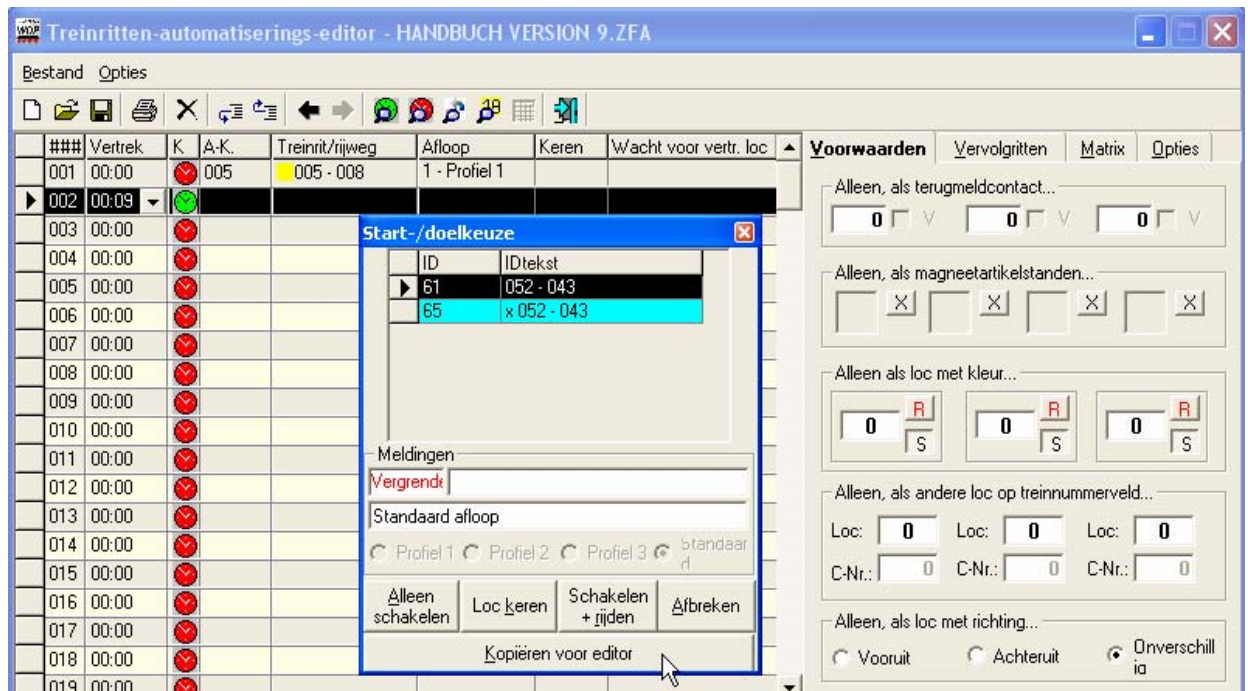 Treinritten-automatiserings-editor - HANDBUCH VERSION 9.ZFA
Bestand Opties
### Vertrek K A-K. Treinrit/rijweg Afloop Keren Wacht voor vertr. loc
001 00:00 005 005 - 008 1 - Profiel 1
002 00:09
003 00:00
004 00:00
005 00:00
006 00:00
007 00:00
008 00:00
009 00:00
010 00:00
011 00:00
012 00:00
013 00:00
014 00:00
015 00:00
016 00:00
017 00:00
018 00:00
019 00:00
Start-/doelkeuze
ID IDtekst
61 052 - 043
65 x 052 - 043
Meldingen
Vergrende
Standaard afloop
Profiel 1 Profiel 2 Profiel 3 Standaar
d
Alleen
schakelen
Loc keren
Schakelen
+ rijden
Afbreken
Kopiëren voor editor
Voorwaarden Vervolgritten Matrix Opties
Alleen, als terugmeldcontact...
0 V 0 V 0 V
Alleen, als magneetartikelstanden...
X X X X
Alleen als loc met kleur...
0 R S 0 R S 0 R S
Alleen, als andere loc op treinnummerveld...
Loc: 0 Loc: 0 Loc: 0
C-Nr.: 0 C-Nr.: 0 C-Nr.: 0
Alleen, als loc met richting...
Vooruit Achteruit Onverschill
ig